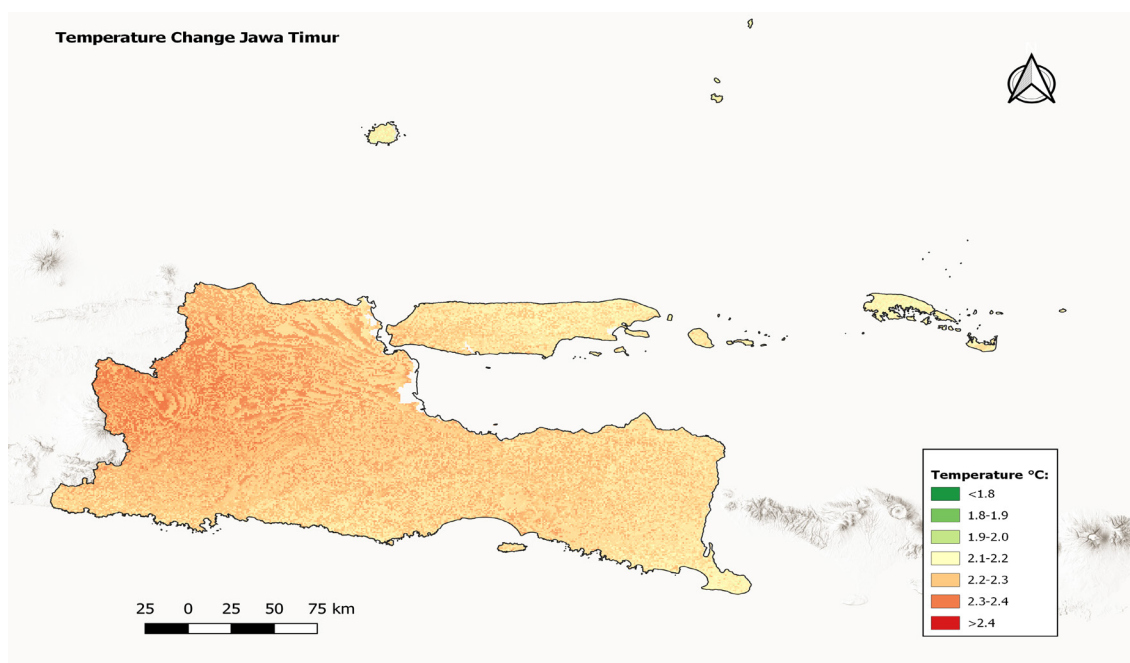 Temperature Change Jawa Timur
Temperature °C:
<1.8
1.8-1.9
1.9-2.0
2.1-2.2
2.2-2.3
2.3-2.4
>2.4
25 0 25 50 75 km